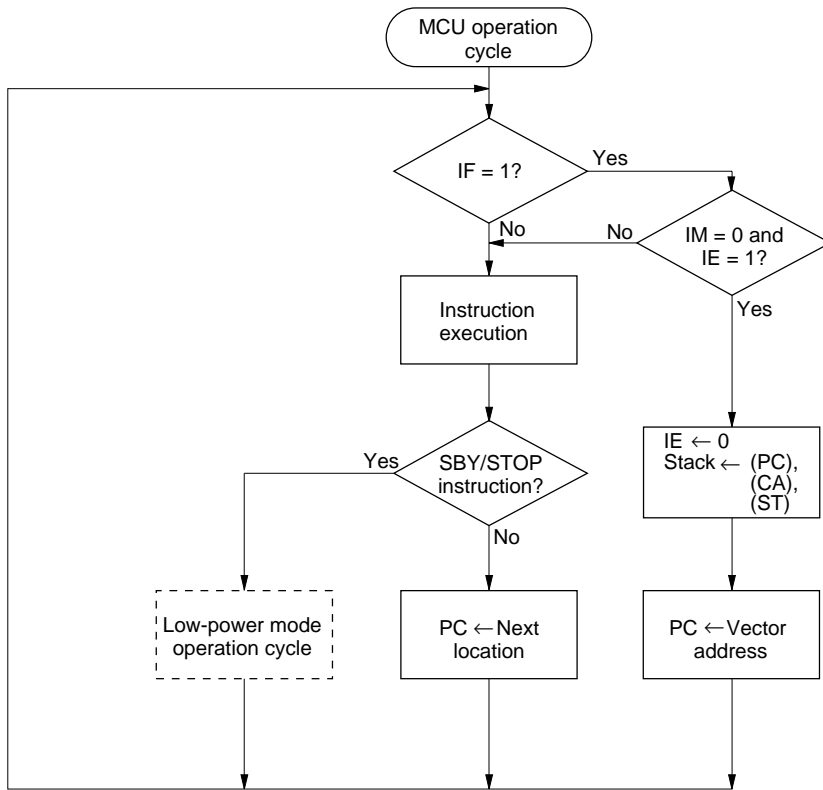 MCU operation
cycle
IF = 1?
Yes
No
No
IM = 0 and
IE = 1?
Yes
Instruction
execution
IE ← 0
Stack ← (PC),
(CA),
(ST)
Yes
SBY/STOP
instruction?
No
Low-power mode
operation cycle
PC ← Next
location
PC ← Vector
address